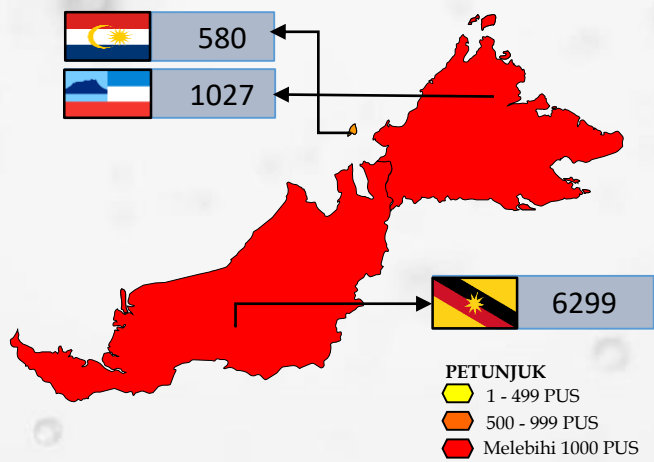 580
1027
6299
PETUNJUK
1 - 499 PUS
500 - 999 PUS
Melebihi 1000 PUS